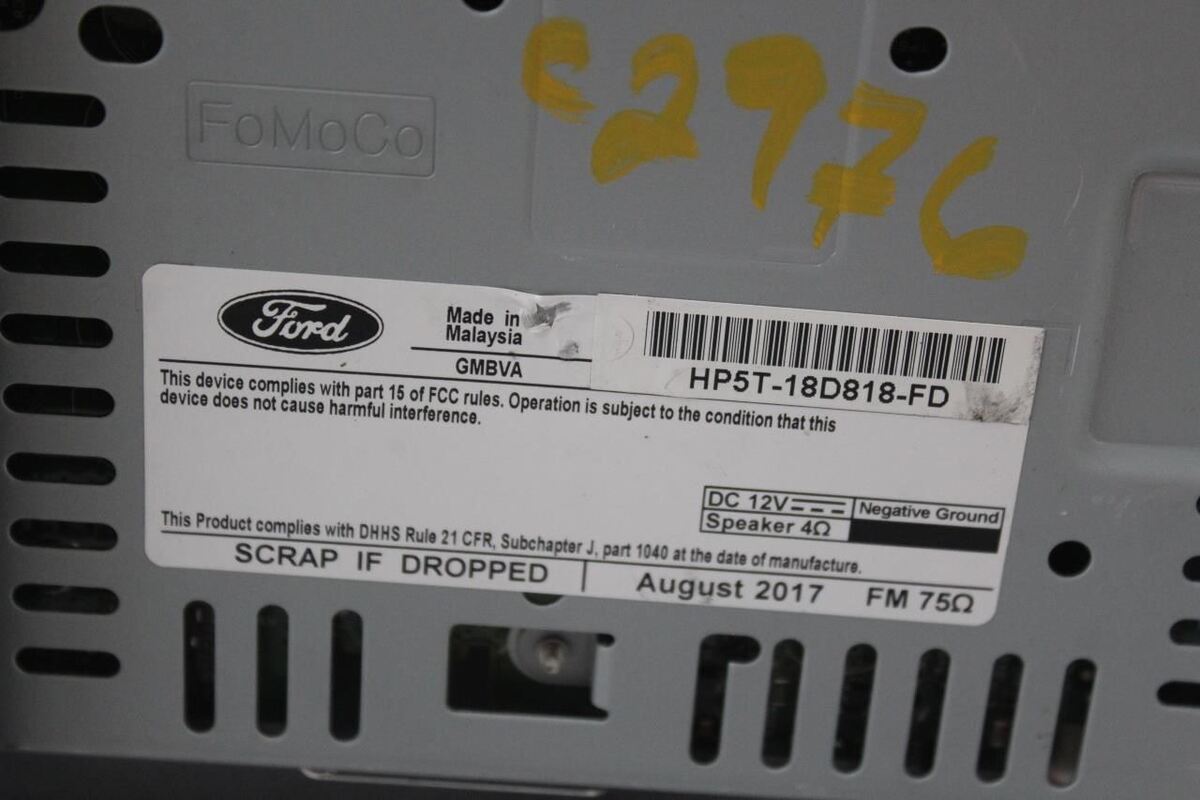 c2976
FoMoCo
Ford
Made in
Malaysia
GMBVA
HP5T-18D818-FD
This device complies with part 15 of FCC rules. Operation is subject to the condition that this
device does not cause harmful interference.
DC 12V
Negative Ground
Speaker 4Ω
This Product complies with DHHS Rule 21 CFR, Subchapter J, part 1040 at the date of manufacture.
SCRAP IF DROPPED
August 2017
FM 75Ω